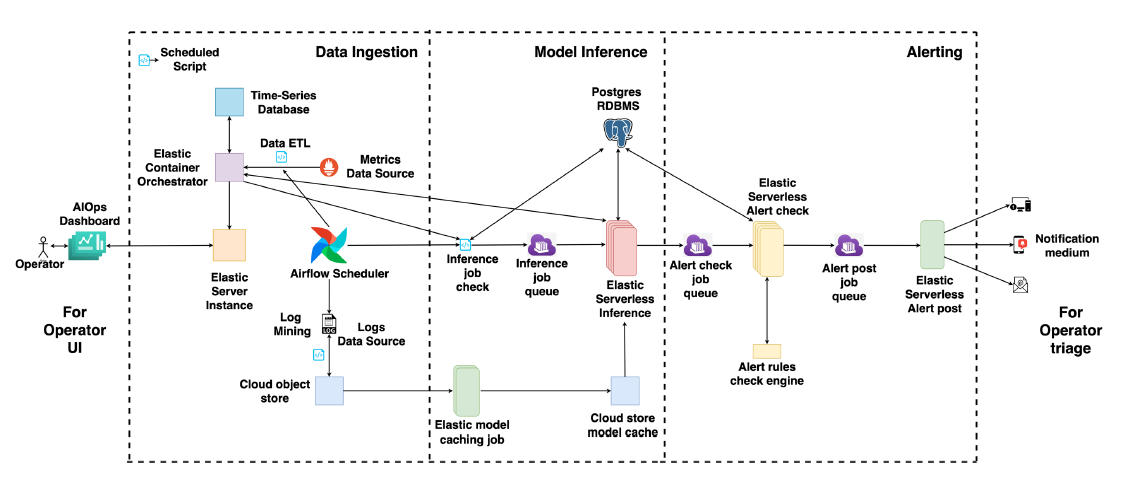 Data Ingestion
Model Inference
Alerting
Scheduled
Script
Time-Series
Database
Data ETL
Elastic
Container
Orchestrator
Metrics
Data Source
Postgres
RDBMS
AIOps
Dashboard
Operator
Elastic
Server
Instance
Airflow Scheduler
Inference
job
check
Inference
job
queue
Elastic
Serverless
Inference
Alert check
job
queue
Elastic
Serverless
Alert check
Alert post
job
queue
Elastic
Serverless
Alert post
Notification
medium
For
Operator
UI
Log
Mining
LOG
Logs
Data Source
For
Operator
triage
Cloud object
store
Elastic model
caching job
Cloud store
model cache
Alert rules
check engine